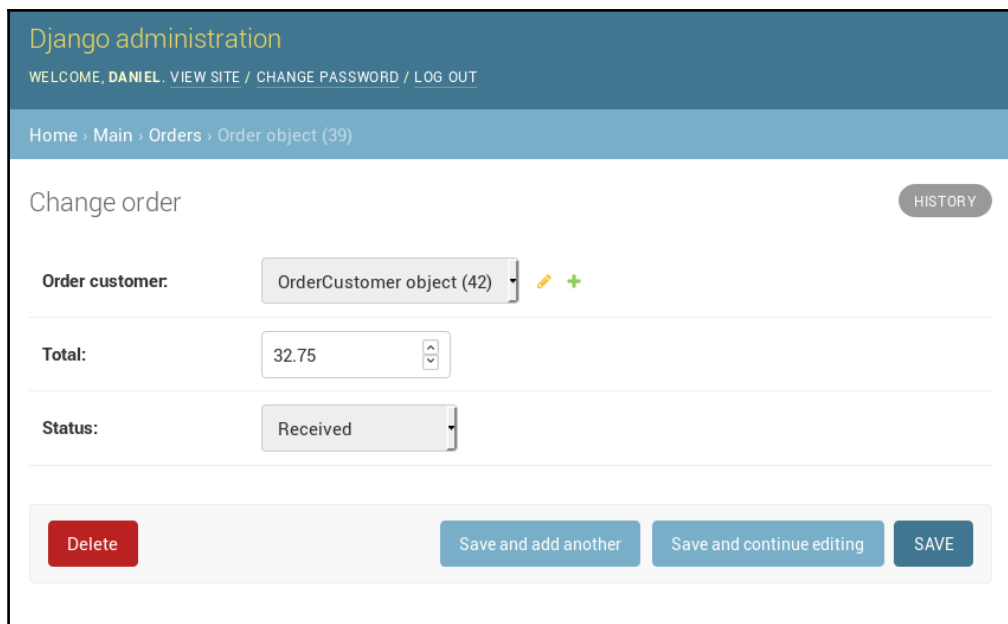 Django administration
WELCOME, DANIEL. VIEW SITE / CHANGE PASSWORD / LOG OUT
Home › Main › Orders › Order object (39)
Change order
HISTORY
Order customer:
OrderCustomer object (42)
Total:
32.75
Status:
Received
Delete
Save and add another
Save and continue editing
SAVE